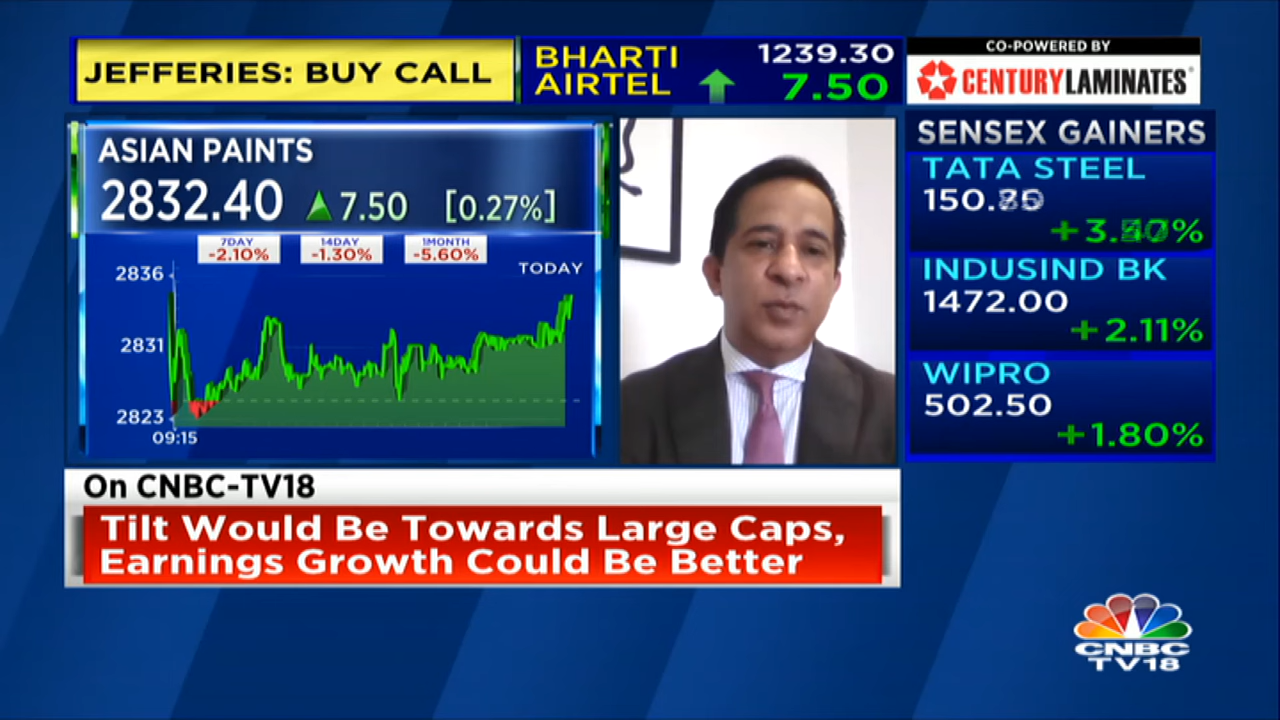 JEFFERIES: BUY CALL
BHARTI
AIRTEL
1239.30
7.50
CO-POWERED BY
CENTURYLAMINATES®
ASIAN PAINTS
2832.40 7.50 [0.27%]
7DAY
-2.10%
14DAY
-1.30%
1MONTH
-5.60%
TODAY
2836
2831
2823
09:15
SENSEX GAINERS
TATA STEEL
INDUSIND BK
1472.00
+2.11%
WIPRO
502.50
+1.80%
On CNBC-TV18
Tilt Would Be Towards Large Caps,
Earnings Growth Could Be Better
CNBC
TV18